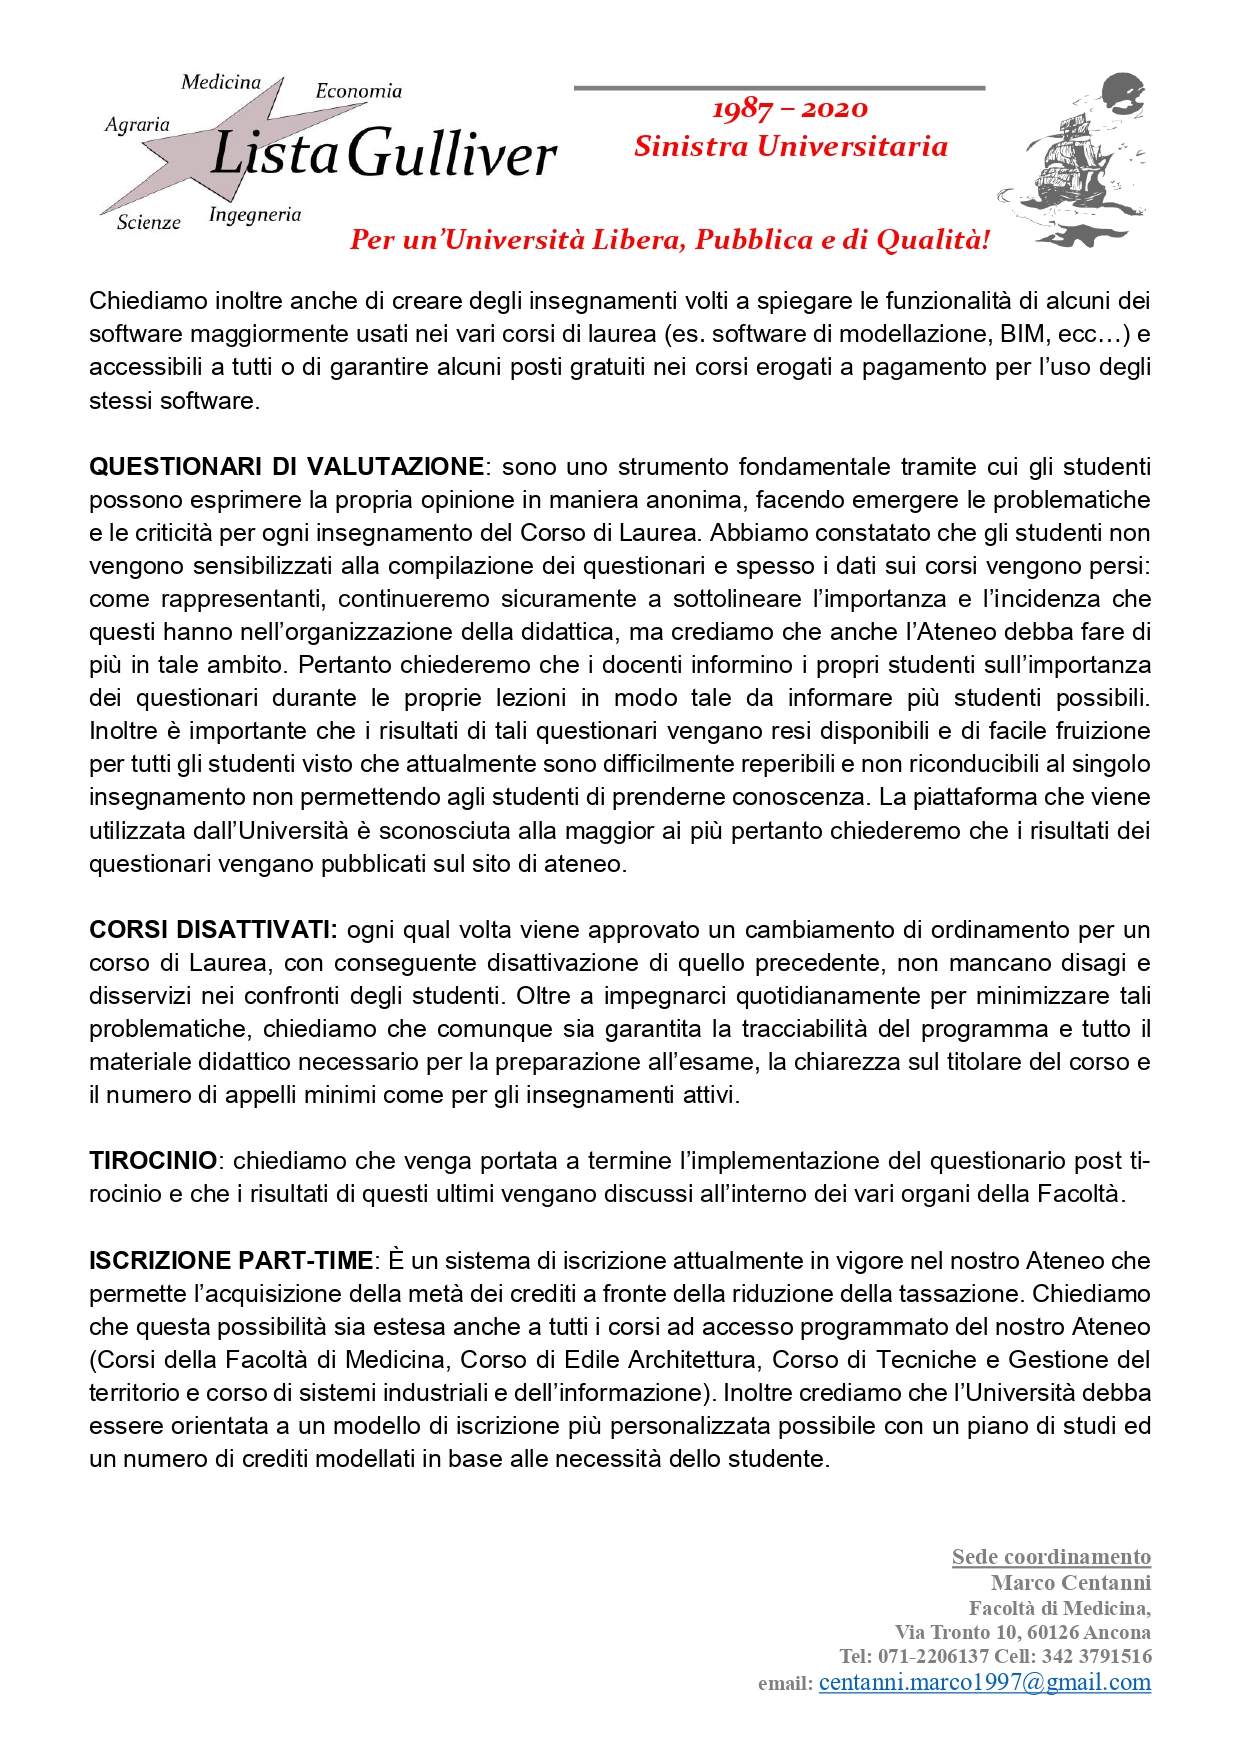 Medicina
Economia
Agraria
Lista Gulliver
Scienze
Ingegneria
1987 – 2020
Sinistra Universitaria
Per un’Università Libera, Pubblica e di Qualità!
Chiediamo inoltre anche di creare degli insegnamenti volti a spiegare le funzionalità di alcuni dei
software maggiormente usati nei vari corsi di laurea (es. software di modellazione, BIM, ecc…) e
accessibili a tutti o di garantire alcuni posti gratuiti nei corsi erogati a pagamento per l’uso degli
stessi software.
QUESTIONARI DI VALUTAZIONE: sono uno strumento fondamentale tramite cui gli studenti
possono esprimere la propria opinione in maniera anonima, facendo emergere le problematiche
e le criticità per ogni insegnamento del Corso di Laurea. Abbiamo constatato che gli studenti non
vengono sensibilizzati alla compilazione dei questionari e spesso i dati sui corsi vengono persi:
come rappresentanti, continueremo sicuramente a sottolineare l’importanza e l’incidenza che
questi hanno nell’organizzazione della didattica, ma crediamo che anche l’Ateneo debba fare di
più in tale ambito. Pertanto chiederemo che i docenti informino i propri studenti sull’importanza
dei questionari durante le proprie lezioni in modo tale da informare più studenti possibili.
Inoltre è importante che i risultati di tali questionari vengano resi disponibili e di facile fruizione
per tutti gli studenti visto che attualmente sono difficilmente reperibili e non riconducibili al singolo
insegnamento non permettendo agli studenti di prenderne conoscenza. La piattaforma che viene
utilizzata dall’Università è sconosciuta alla maggior ai più pertanto chiederemo che i risultati dei
questionari vengano pubblicati sul sito di ateneo.
CORSI DISATTIVATI: ogni qual volta viene approvato un cambiamento di ordinamento per un
corso di Laurea, con conseguente disattivazione di quello precedente, non mancano disagi e
disservizi nei confronti degli studenti. Oltre a impegnarci quotidianamente per minimizzare tali
problematiche, chiediamo che comunque sia garantita la tracciabilità del programma e tutto il
materiale didattico necessario per la preparazione all’esame, la chiarezza sul titolare del corso e
il numero di appelli minimi come per gli insegnamenti attivi.
TIROCINIO: chiediamo che venga portata a termine l’implementazione del questionario post ti-
rocinio e che i risultati di questi ultimi vengano discussi all’interno dei vari organi della Facoltà.
ISCRIZIONE PART-TIME: È un sistema di iscrizione attualmente in vigore nel nostro Ateneo che
permette l’acquisizione della metà dei crediti a fronte della riduzione della tassazione. Chiediamo
che questa possibilità sia estesa anche a tutti i corsi ad accesso programmato del nostro Ateneo
(Corsi della Facoltà di Medicina, Corso di Edile Architettura, Corso di Tecniche e Gestione del
territorio e corso di sistemi industriali e dell’informazione). Inoltre crediamo che l’Università debba
essere orientata a un modello di iscrizione più personalizzata possibile con un piano di studi ed
un numero di crediti modellati in base alle necessità dello studente.
Sede coordinamento
Marco Centanni
Facoltà di Medicina,
Via Tronto 10, 60126 Ancona
Tel: 071-2206137 Cell: 342 3791516
email: centanni.marco1997@gmail.com